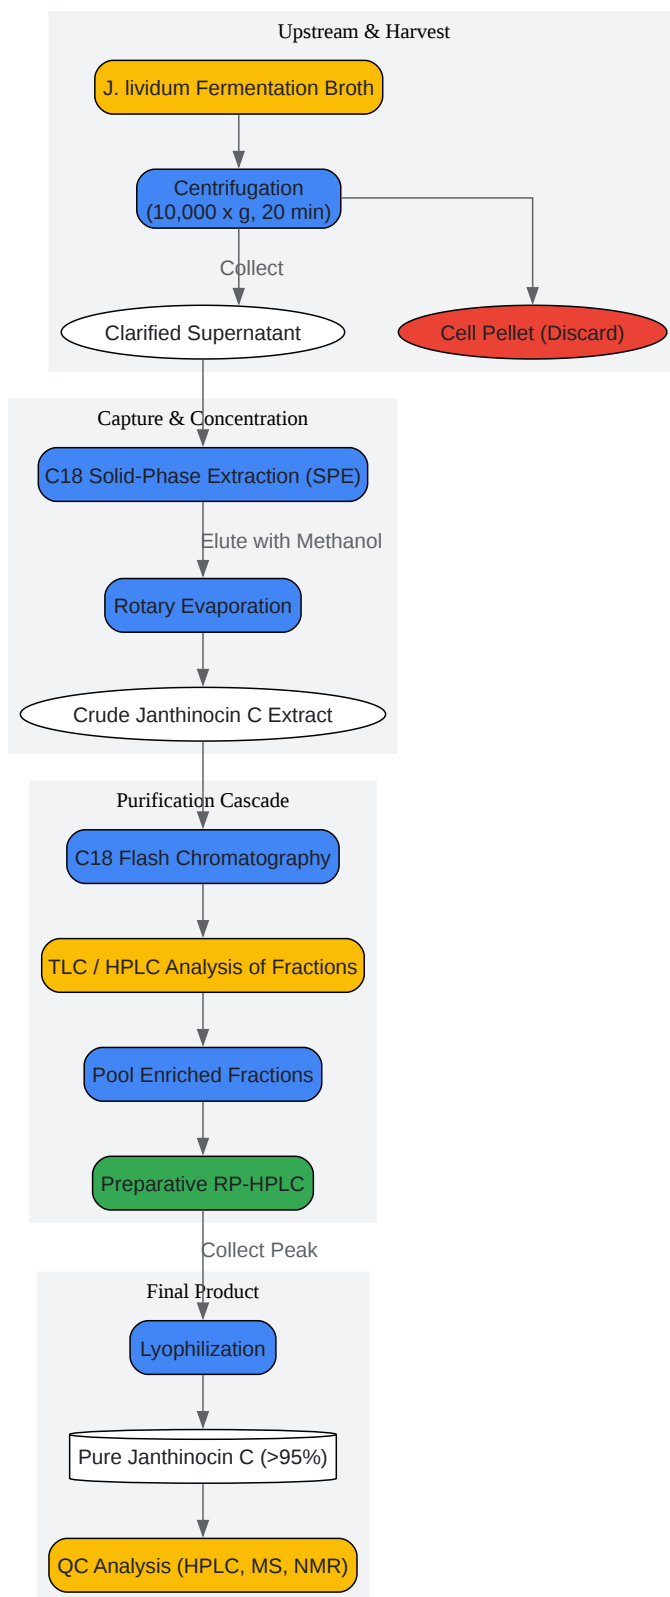 Upstream & Harvest
J. lividum Fermentation Broth
Centrifugation
(10,000 x g, 20 min)
Collect
Clarified Supernatant
Cell Pellet (Discard)
Capture & Concentration
C18 Solid-Phase Extraction (SPE)
Elute with Methanol
Rotary Evaporation
Crude Janthinocin C Extract
Purification Cascade
C18 Flash Chromatography
TLC / HPLC Analysis of Fractions
Pool Enriched Fractions
Preparative RP-HPLC
Collect Peak
Final Product
Lyophilization
Pure Janthinocin C (>95%)
QC Analysis (HPLC, MS, NMR)